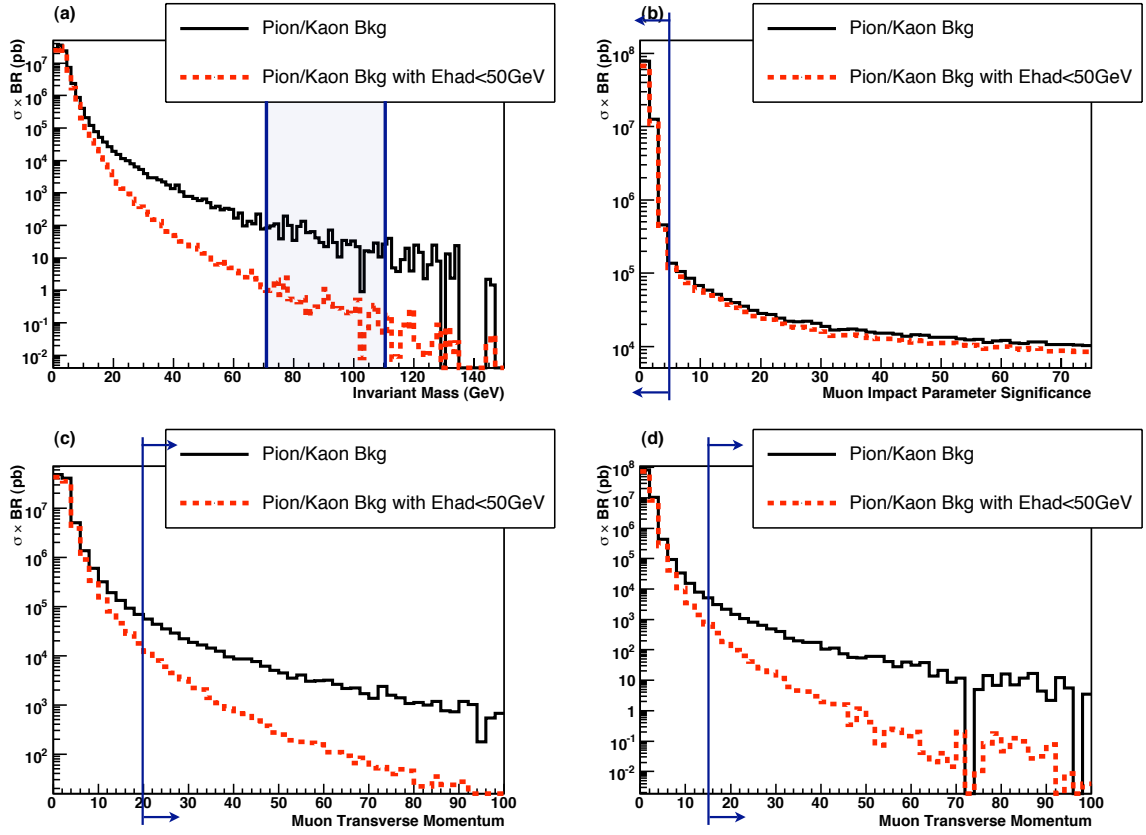 (a)
Pion/Kaon Bkg
Pion/Kaon Bkg with Ehad<50GeV
σ × BR (pb)
10⁷
10⁶
10⁵
10⁴
10³
10²
10
1
10⁻¹
10⁻²
0 20 40 60 80 100 120 140
Invariant Mass (GeV)
(b)
Pion/Kaon Bkg
Pion/Kaon Bkg with Ehad<50GeV
σ × BR (pb)
10⁸
10⁷
10⁶
10⁵
10⁴
0 10 20 30 40 50 60 70
Muon Impact Parameter Significance
(c)
Pion/Kaon Bkg
Pion/Kaon Bkg with Ehad<50GeV
σ × BR (pb)
10⁷
10⁶
10⁵
10⁴
10³
10²
0 10 20 30 40 50 60 70 80 90 100
Muon Transverse Momentum
(d)
Pion/Kaon Bkg
Pion/Kaon Bkg with Ehad<50GeV
σ × BR (pb)
10⁸
10⁷
10⁶
10⁵
10⁴
10³
10²
10
1
10⁻¹
10⁻²
0 10 20 30 40 50 60 70 80 90 100
Muon Transverse Momentum